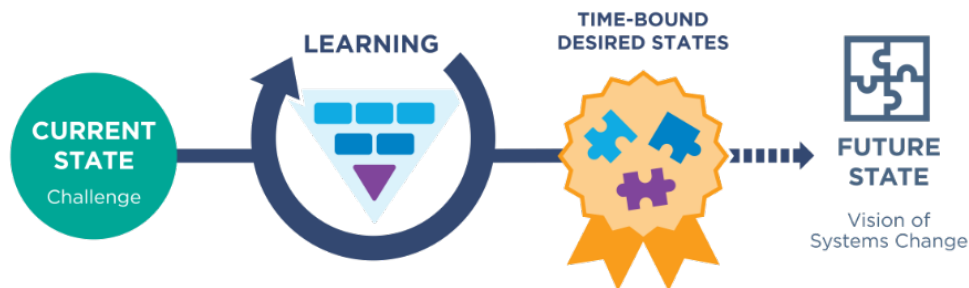 CURRENT
STATE
Challenge
LEARNING
TIME-BOUND
DESIRED STATES
FUTURE
STATE
Vision of
Systems Change